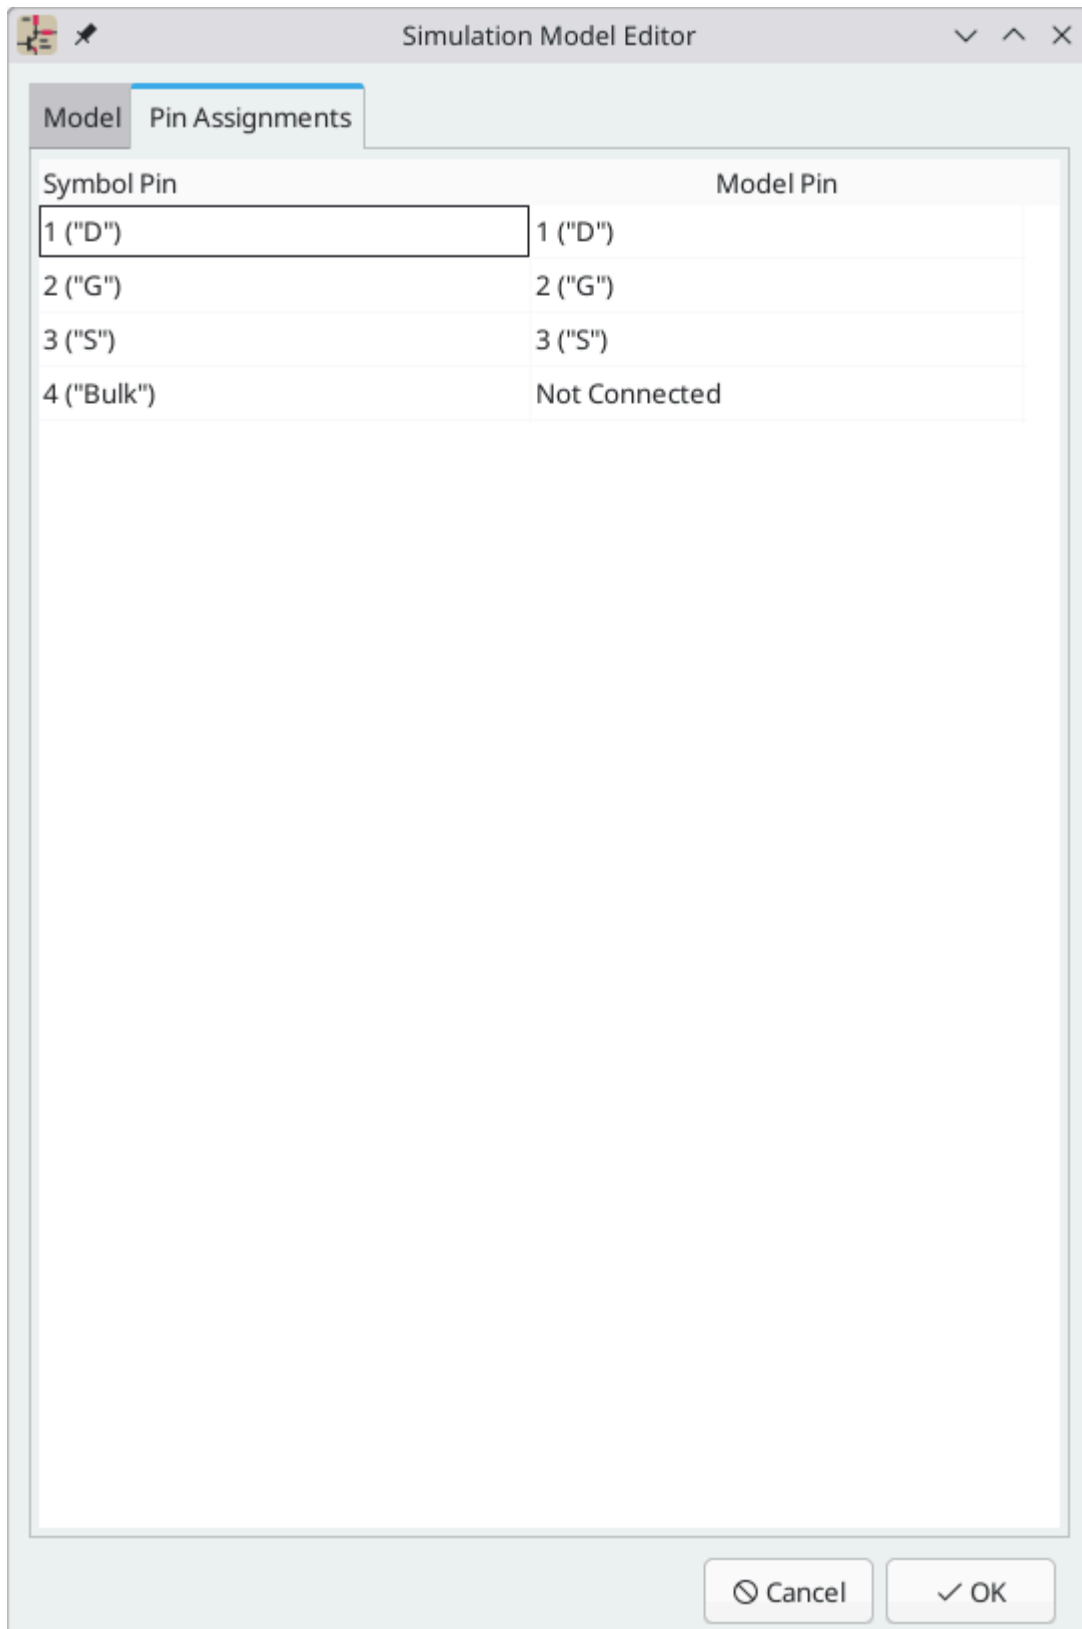 Simulation Model Editor
Model Pin Assignments
Symbol Pin Model Pin
1 ("D") 1 ("D")
2 ("G") 2 ("G")
3 ("S") 3 ("S")
4 ("Bulk") Not Connected
Cancel OK